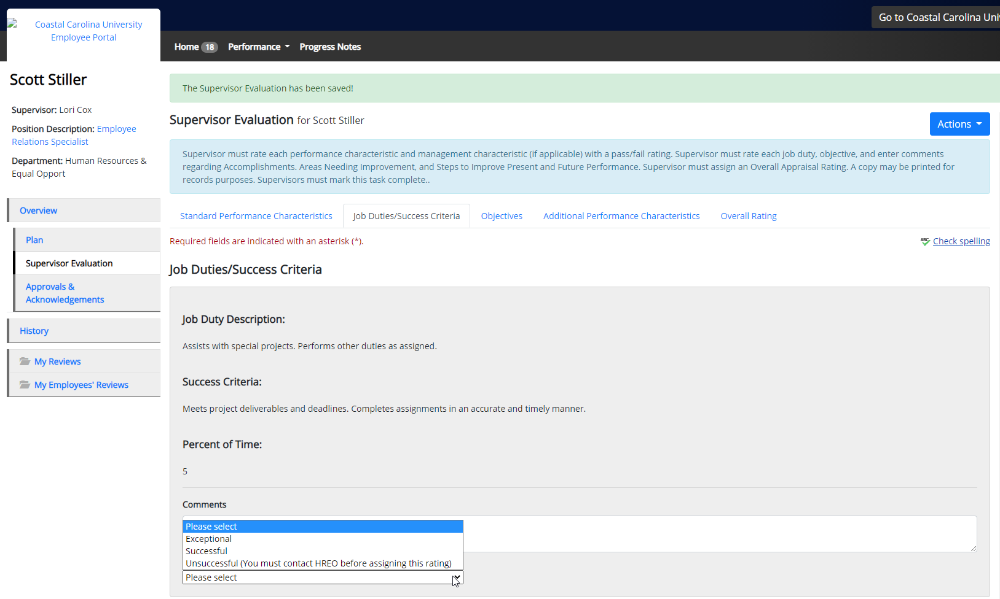 Coastal Carolina University
Employee Portal
Go to Coastal Carolina Univ
Home 18 Performance Progress Notes
Scott Stiller
Supervisor: Lori Cox
Position Description: Employee
Relations Specialist
Department: Human Resources &
Equal Opport
Overview
Plan
Supervisor Evaluation
Approvals &
Acknowledgements
History
My Reviews
My Employees' Reviews
The Supervisor Evaluation has been saved!
Supervisor Evaluation for Scott Stiller
Actions
Supervisor must rate each performance characteristic and management characteristic (if applicable) with a pass/fail rating. Supervisor must rate each job duty, objective, and enter comments
regarding Accomplishments. Areas Needing Improvement, and Steps to Improve Present and Future Performance. Supervisor must assign an Overall Appraisal Rating. A copy may be printed for
records purposes. Supervisors must mark this task complete..
Standard Performance Characteristics Job Duties/Success Criteria Objectives Additional Performance Characteristics Overall Rating
Required fields are indicated with an asterisk (*).
ABC Check spelling
Job Duties/Success Criteria
Job Duty Description:
Assists with special projects. Performs other duties as assigned.
Success Criteria:
Meets project deliverables and deadlines. Completes assignments in an accurate and timely manner.
Percent of Time:
5
Comments
Please select
Exceptional
Successful
Unsuccessful (You must contact HREO before assigning this rating)
Please select